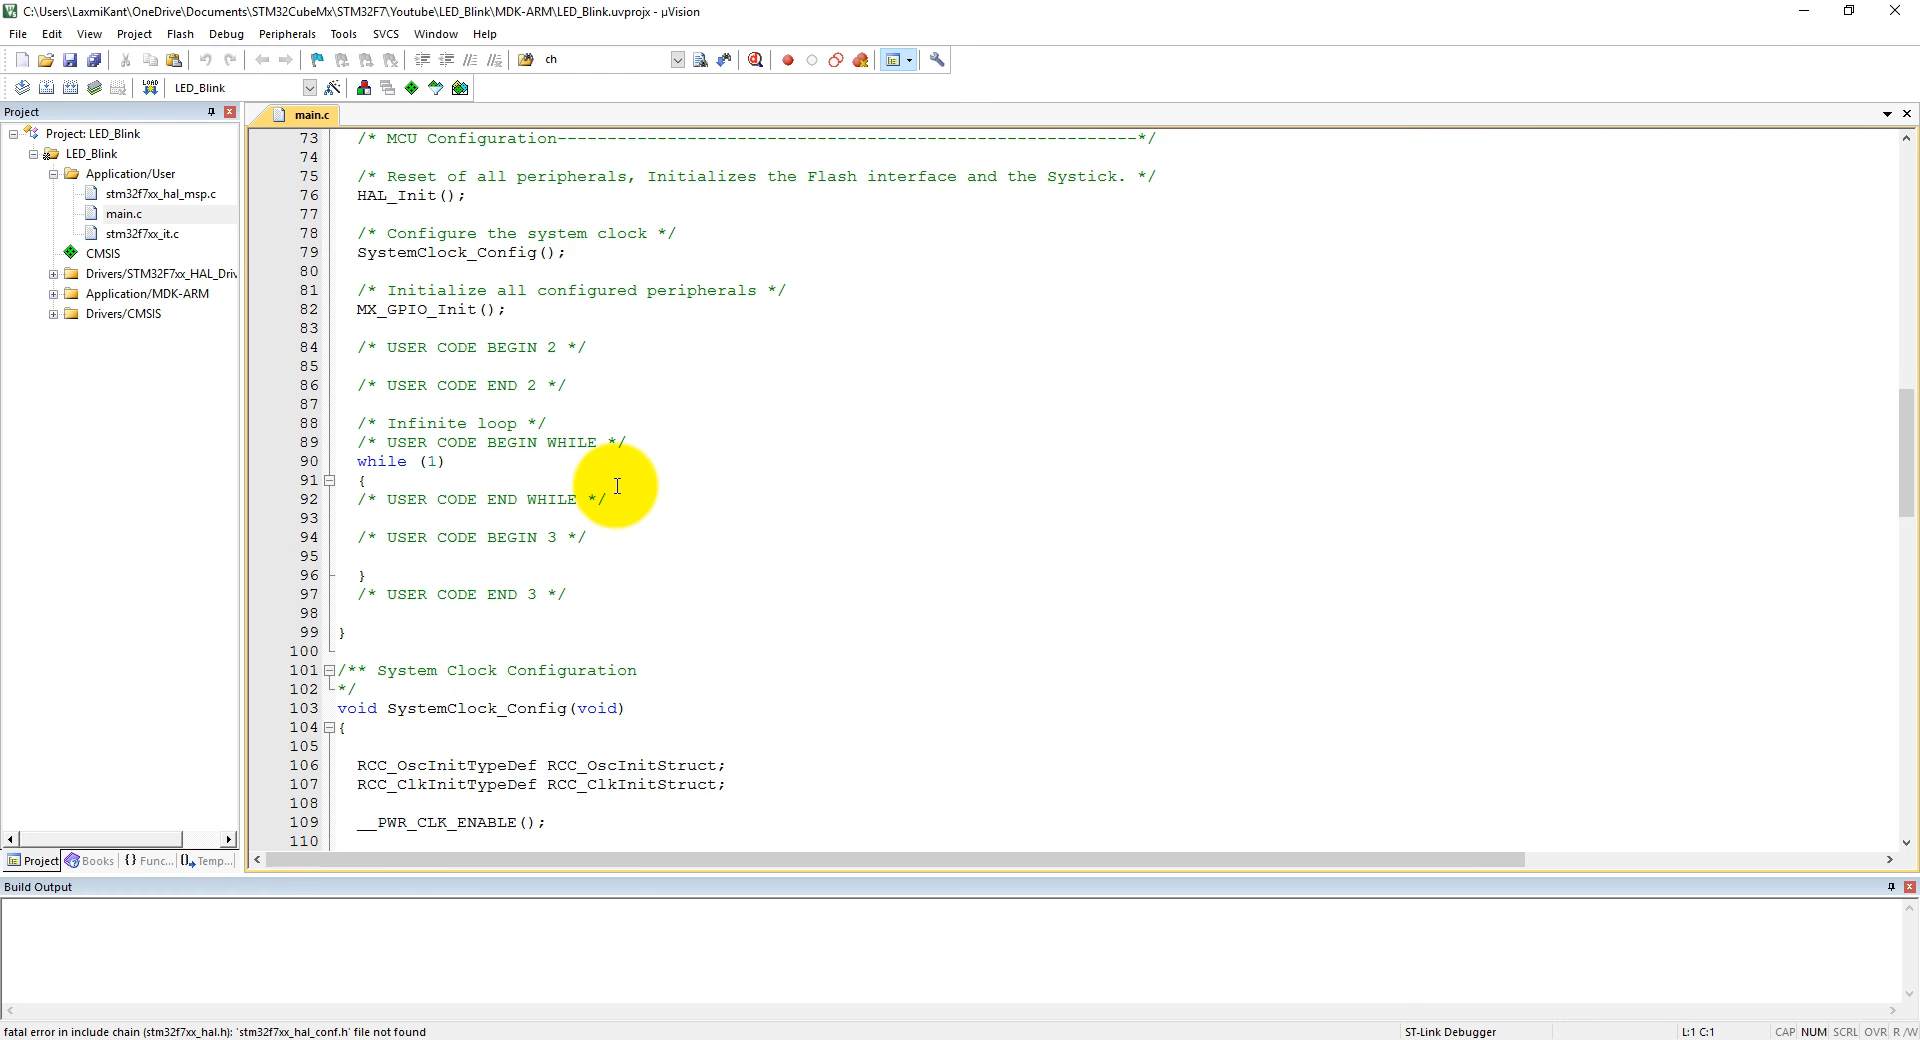 C:\Users\LaxmiKant\OneDrive\Documents\STM32CubeMx\STM32F7\Youtube\LED_Blink\MDK-ARM\LED_Blink.uvprojx - µVision
File Edit View Project Flash Debug Peripherals Tools SVCS Window Help
ch
LOAD LED_Blink
Project
main.c
Project: LED_Blink
LED_Blink
Application/User
stm32f7xx_hal_msp.c
main.c
stm32f7xx_it.c
CMSIS
Drivers/STM32F7xx_HAL_Driv
Application/MDK-ARM
Drivers/CMSIS
Project Books {} Func... Temp...
73 /* MCU Configuration----------------------------------------------------------*/
74
75 /* Reset of all peripherals, Initializes the Flash interface and the Systick. */
76 HAL_Init();
77
78 /* Configure the system clock */
79 SystemClock_Config();
80
81 /* Initialize all configured peripherals */
82 MX_GPIO_Init();
83
84 /* USER CODE BEGIN 2 */
85
86 /* USER CODE END 2 */
87
88 /* Infinite loop */
89 /* USER CODE BEGIN WHILE */
90 while (1)
91 {
92 /* USER CODE END WHILE */
93
94 /* USER CODE BEGIN 3 */
95
96 }
97 /* USER CODE END 3 */
98
99 }
100
101 /** System Clock Configuration
102 */
103 void SystemClock_Config(void)
104 {
105
106 RCC_OscInitTypeDef RCC_OscInitStruct;
107 RCC_ClkInitTypeDef RCC_ClkInitStruct;
108
109 __PWR_CLK_ENABLE();
110
Build Output
fatal error in include chain (stm32f7xx_hal.h): 'stm32f7xx_hal_conf.h' file not found
ST-Link Debugger
L:1 C:1
CAP NUM SCRL OVR R/W